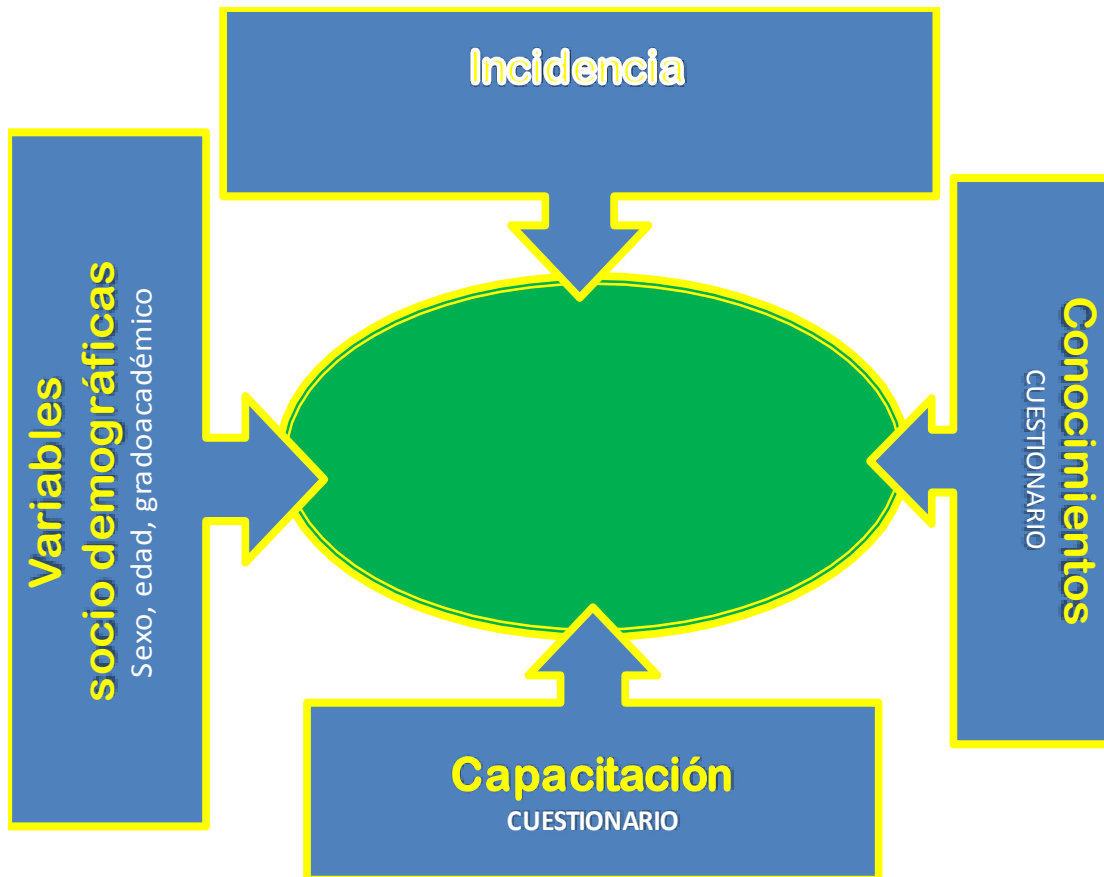 Incidencia
Variables
socio demográficas
Sexo, edad, gradoacadémico
Conocimientos
CUESTIONARIO
Capacitación
CUESTIONARIO